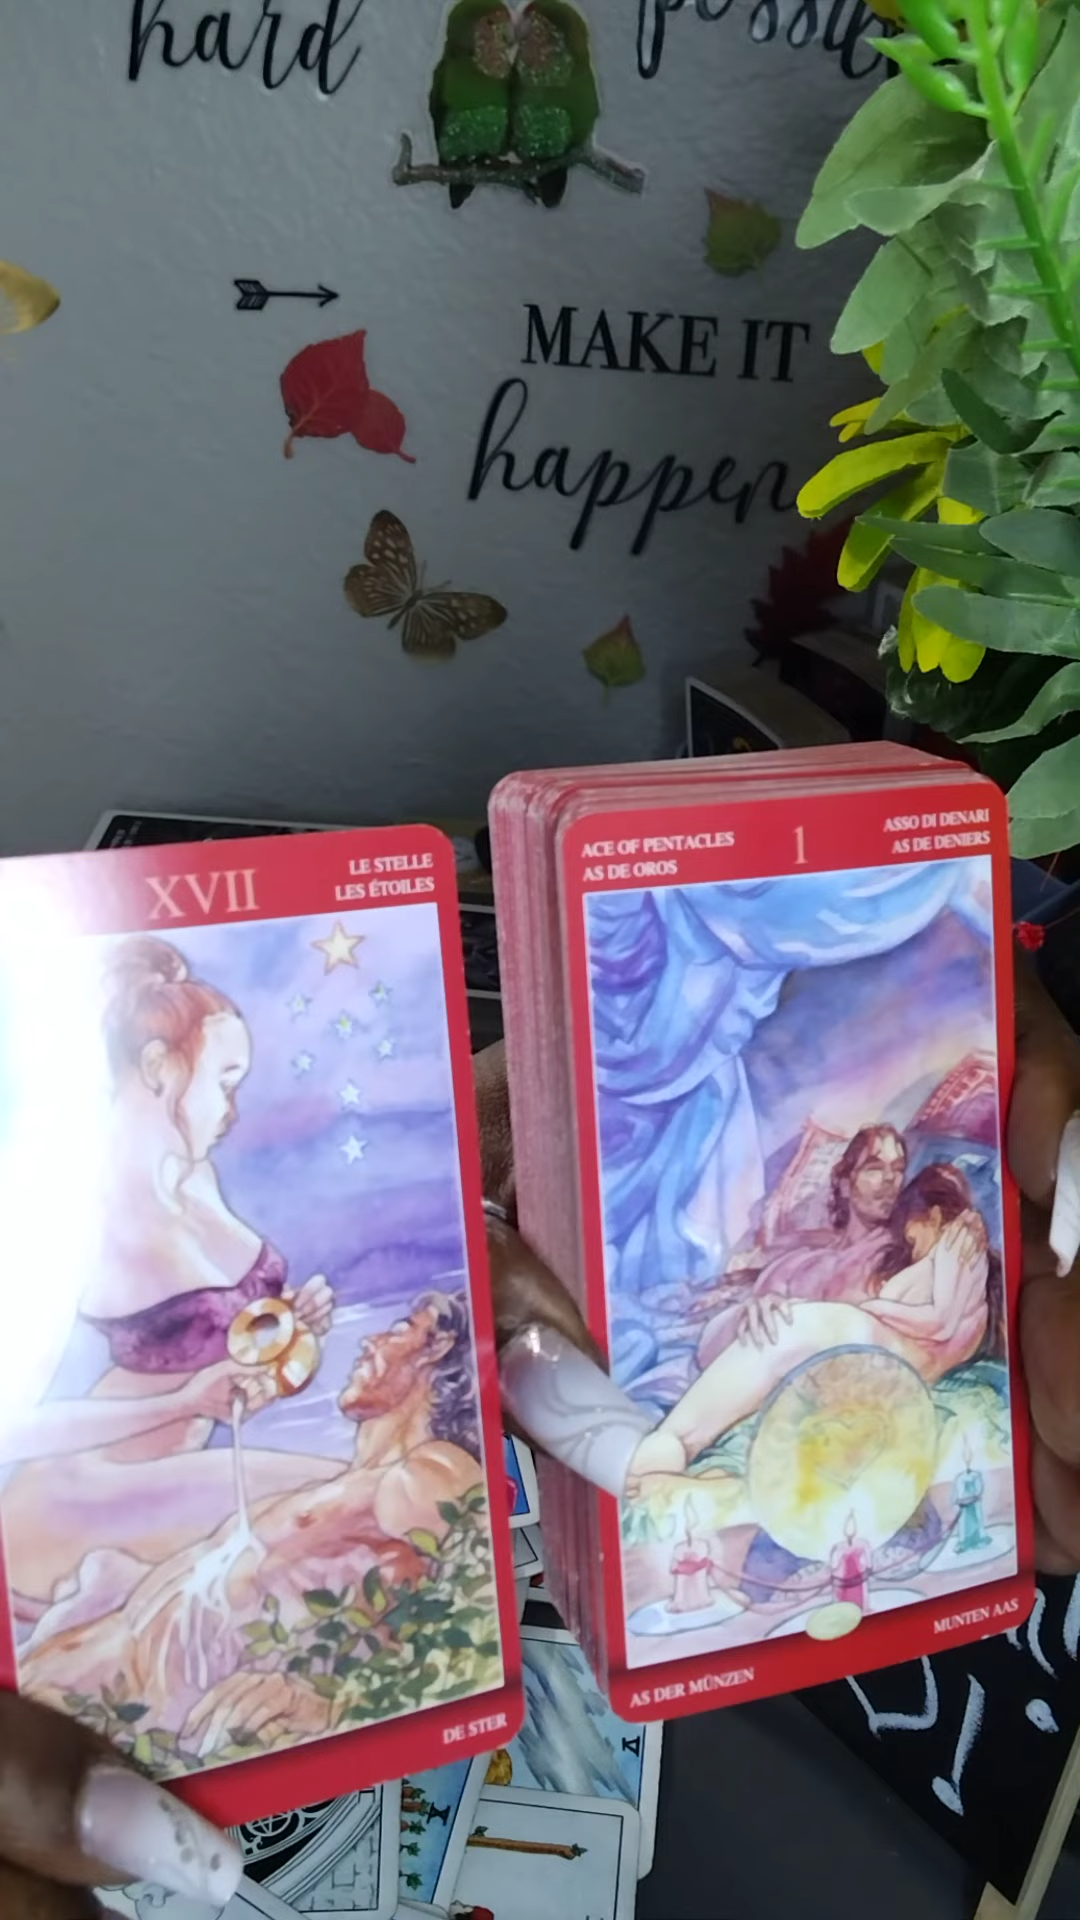 hard
MAKE IT
happen
XVII
LE STELLE
LES ÉTOILES
DE STER
ACE OF PENTACLES
AS DE OROS
1
ASSO DI DENARI
AS DE DENIERS
AS DER MÜNZEN
MUNTEN AAS
X